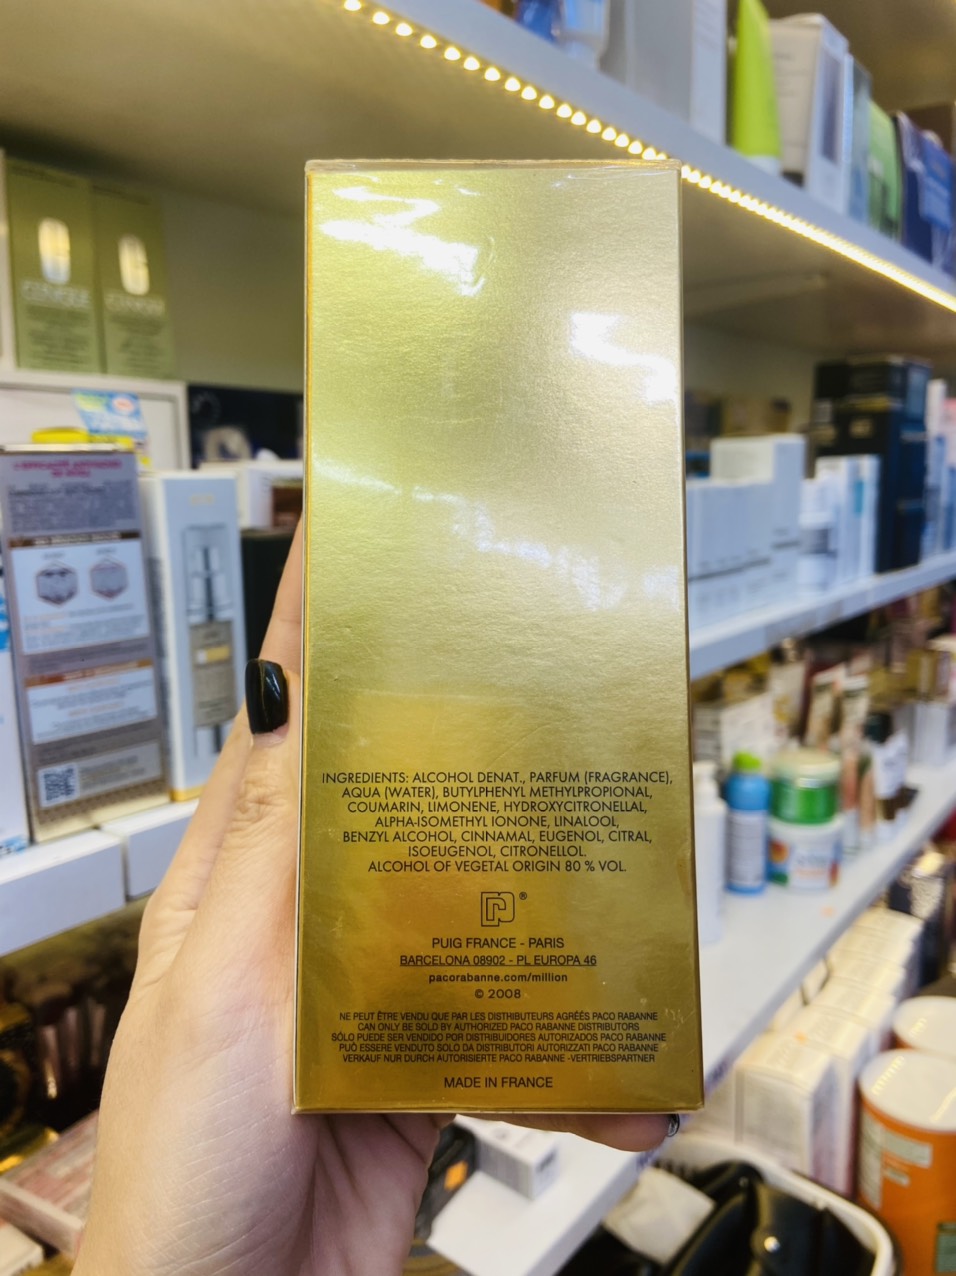 CLINIQUE
INGREDIENTS: ALCOHOL DENAT., PARFUM (FRAGRANCE),
AQUA (WATER), BUTYLPHENYL METHYLPROPIONAL,
COUMARIN, LIMONENE, HYDROXYCITRONELLAL,
ALPHA-ISOMETHYL IONONE, LINALOOL,
BENZYL ALCOHOL, CINNAMAL, EUGENOL, CITRAL,
ISOEUGENOL, CITRONELLOL.
ALCOHOL OF VEGETAL ORIGIN 80 % VOL.
®
PUIG FRANCE - PARIS
BARCELONA 08902 - PL EUROPA 46
pacorabanne.com/million
© 2008
NE PEUT ÊTRE VENDU QUE PAR LES DISTRIBUTEURS AGRÉÉS PACO RABANNE
CAN ONLY BE SOLD BY AUTHORIZED PACO RABANNE DISTRIBUTORS
SÓLO PUEDE SER VENDIDO POR DISTRIBUIDORES AUTORIZADOS PACO RABANNE
PUÒ ESSERE VENDUTO SOLO DA DISTRIBUTORI AUTORIZZATI PACO RABANNE
VERKAUF NUR DURCH AUTORISIERTE PACO RABANNE -VERTRIEBSPARTNER
MADE IN FRANCE